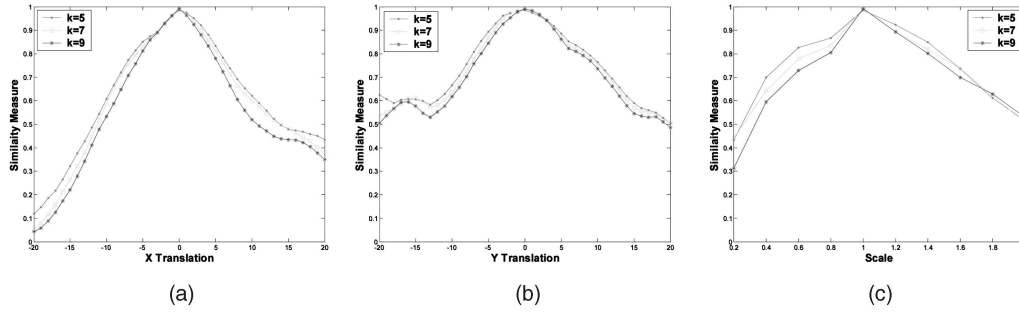 k=5
k=7
k=9
1
0.9
0.8
0.7
0.6
0.5
0.4
0.3
0.2
0.1
0
Similaity Measure
-20 -15 -10 -5 0 5 10 15 20
X Translation
(a)
k=5
k=7
k=9
1
0.9
0.8
0.7
0.6
0.5
0.4
0.3
0.2
0.1
0
Similaity Measure
-20 -15 -10 -5 0 5 10 15 20
Y Translation
(b)
k=5
k=7
k=9
1
0.9
0.8
0.7
0.6
0.5
0.4
0.3
0.2
0.1
0
Similaity Measure
0.2 0.4 0.6 0.8 1 1.2 1.4 1.6 1.8
Scale
(c)